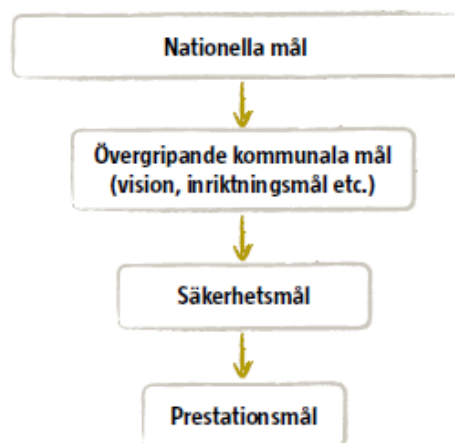 Nationella mål
Övergripande kommunala mål
(vision, inriktningsmål etc.)
Säkerhetsmål
Prestationsmål